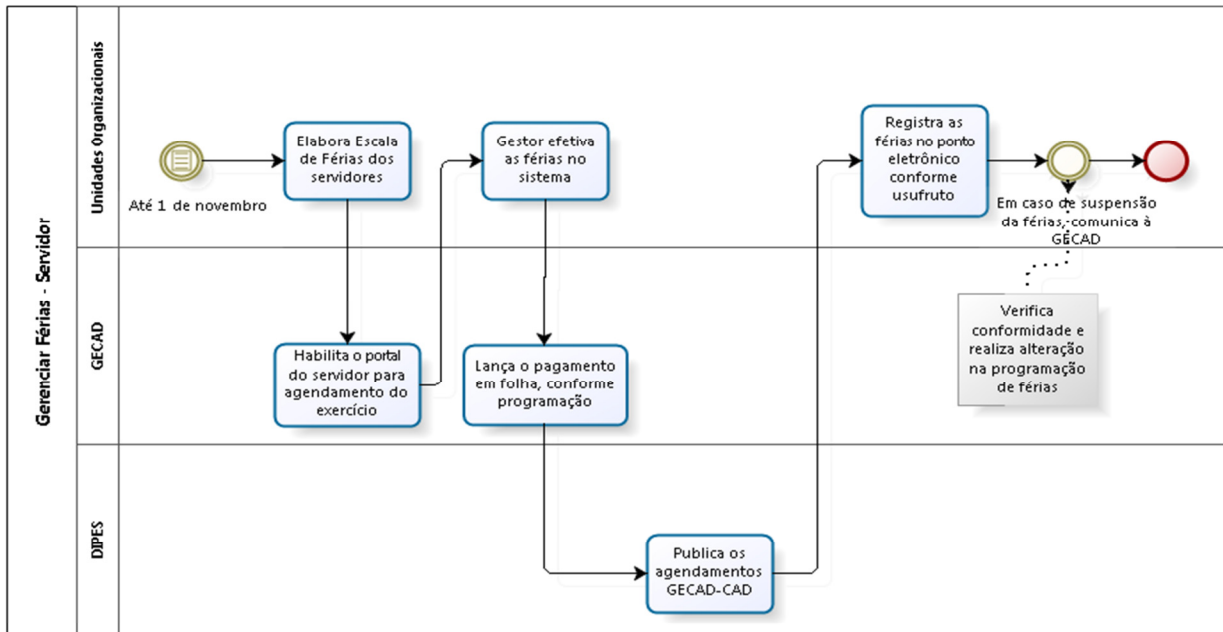 Gerenciar Férias - Servidor
Unidades Organizacionais
Até 1 de novembro
Elabora Escala
de Férias dos
servidores
Gestor efetiva
as férias no
sistema
Registra as
férias no ponto
eletrônico
conforme
usufruto
Em caso de suspensão
da férias, comunica à
GECAD
GECAD
Habilita o portal
do servidor para
agendamento do
exercício
Lança o pagamento
em folha, conforme
programação
Verifica
conformidade e
realiza alteração
na programação
de férias
DIPES
Publica os
agendamentos
GECAD-CAD